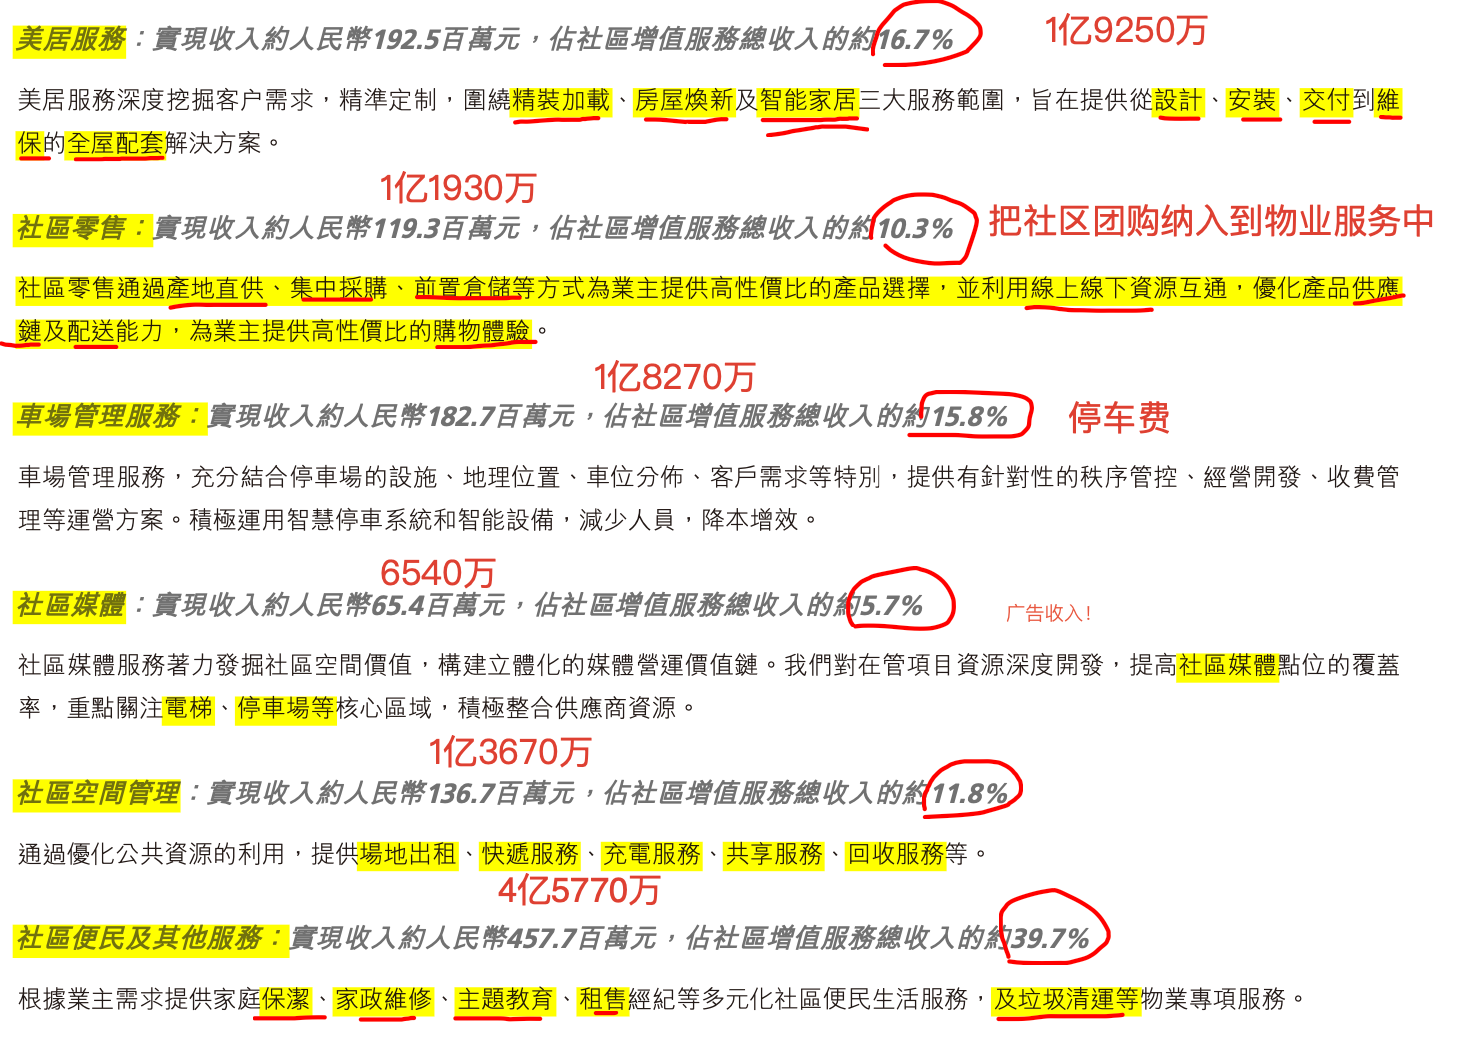 美居服務：實現收入約人民幣192.5百萬元，佔社區增值服務總收入的約16.7% 1亿9250万
美居服務深度挖掘客户需求，精準定制，圍繞精裝加載、房屋煥新及智能家居三大服務範圍，旨在提供從設計、安裝、交付到維
保的全屋配套解決方案。
1亿1930万
社區零售：實現收入約人民幣119.3百萬元，佔社區增值服務總收入的約10.3% 把社区团购纳入到物业服务中
社區零售通過產地直供、集中採購、前置倉儲等方式為業主提供高性價比的產品選擇，並利用線上線下資源互通，優化產品供應
鏈及配送能力，為業主提供高性價比的購物體驗。
1亿8270万
車場管理服務：實現收入約人民幣182.7百萬元，佔社區增值服務總收入的約15.8% 停车费
車場管理服務，充分結合停車場的設施、地理位置、車位分佈、客戶需求等特別，提供有針對性的秩序管控、經營開發、收費管
理等運營方案。積極運用智慧停車系統和智能設備，減少人員，降本增效。
6540万
社區媒體：實現收入約人民幣65.4百萬元，佔社區增值服務總收入的約5.7% 广告收入！
社區媒體服務著力發掘社區空間價值，構建立體化的媒體營運價值鏈。我們對在管項目資源深度開發，提高社區媒體點位的覆蓋
率，重點關注電梯、停車場等核心區域，積極整合供應商資源。
1亿3670万
社區空間管理：實現收入約人民幣136.7百萬元，佔社區增值服務總收入的約11.8%
通過優化公共資源的利用，提供場地出租、快遞服務、充電服務、共享服務、回收服務等。
4亿5770万
社區便民及其他服務：實現收入約人民幣457.7百萬元，佔社區增值服務總收入的約39.7%
根據業主需求提供家庭保潔、家政維修、主題教育、租售經紀等多元化社區便民生活服務，及垃圾清運等物業專項服務。